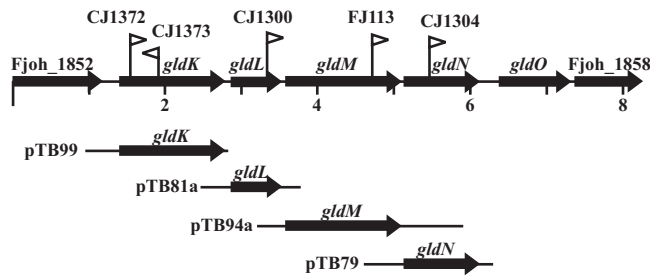 CJ1372
CJ1373
CJ1300
FJ113
CJ1304
Fjoh_1852 gldK gldL gldM gldN gldO Fjoh_1858
2 4 6 8
pTB99 gldK
pTB81a gldL
pTB94a gldM
pTB79 gldN